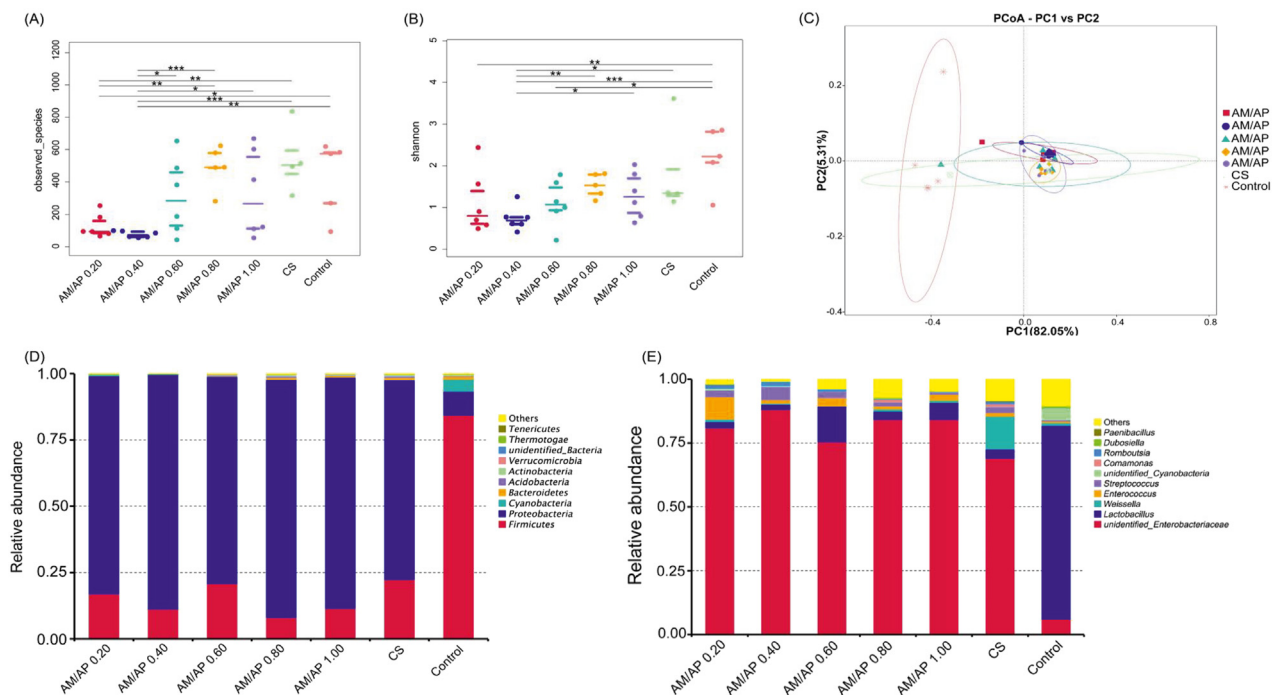 (A)
observed_species
1200
1000
800
600
400
200
0
***
*
**
**
*
*
***
**
AM/AP 0.20
AM/AP 0.40
AM/AP 0.60
AM/AP 0.80
AM/AP 1.00
CS
Control
(B)
shannon
5
4
3
2
1
0
**
*
**
***
*
*
AM/AP 0.20
AM/AP 0.40
AM/AP 0.60
AM/AP 0.80
AM/AP 1.00
CS
Control
(C)
PCoA - PC1 vs PC2
PC2(5.31%)
0.2
0.0
-0.2
-0.4
-0.4
0.0
0.4
0.8
PC1(82.05%)
AM/AP
AM/AP
AM/AP
AM/AP
AM/AP
CS
Control
(D)
Relative abundance
1.00
0.75
0.50
0.25
0.00
AM/AP 0.20
AM/AP 0.40
AM/AP 0.60
AM/AP 0.80
AM/AP 1.00
CS
Control
Others
Tenericutes
Thermotogae
unidentified_Bacteria
Verrucomicrobia
Actinobacteria
Acidobacteria
Bacteroidetes
Cyanobacteria
Proteobacteria
Firmicutes
(E)
Relative abundance
1.00
0.75
0.50
0.25
0.00
AM/AP 0.20
AM/AP 0.40
AM/AP 0.60
AM/AP 0.80
AM/AP 1.00
CS
Control
Others
Paenibacillus
Dubosiella
Romboutsia
Comamonas
unidentified_Cyanobacteria
Streptococcus
Enterococcus
Weissella
Lactobacillus
unidentified_Enterobacteriaceae